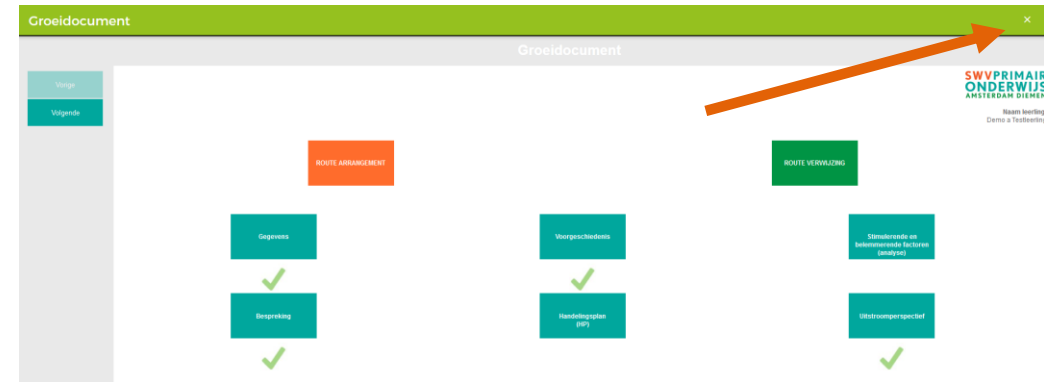 Groeidocument
×
Groeidocument
Vorige
Volgende
SWVPRIMAIR
ONDERWIJS
AMSTERDAM DIEMEN
Naam leerling
Demo a Testleerling
ROUTE ARRANGEMENT
ROUTE VERWIJZING
Gegevens
Voorgeschiedenis
Stimulerende en
belemmerende factoren
(analyse)
Bespreking
Handelingsplan
(HP)
Uitstroomperspectief